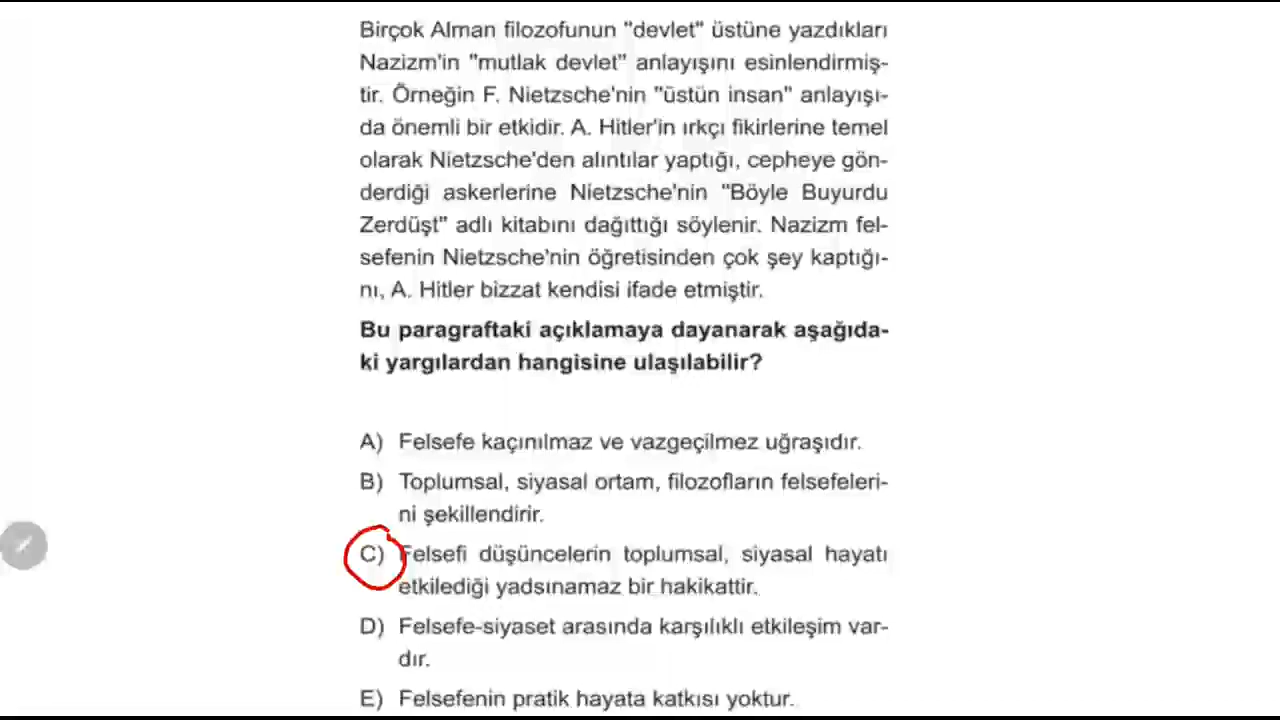 Birçok Alman filozofunun "devlet" üstüne yazdıkları
Nazizm'in "mutlak devlet" anlayışını esinlendirmiş-
tir. Örneğin F. Nietzsche'nin "üstün insan" anlayışı-
da önemli bir etkidir. A. Hitler'in ırkçı fikirlerine temel
olarak Nietzsche'den alıntılar yaptığı, cepheye gön-
derdiği askerlerine Nietzsche'nin "Böyle Buyurdu
Zerdüşt" adlı kitabını dağıttığı söylenir. Nazizm fel-
sefenin Nietzsche'nin öğretisinden çok şey kaptığı-
nı, A. Hitler bizzat kendisi ifade etmiştir.
Bu paragraftaki açıklamaya dayanarak aşağıda-
ki yargılardan hangisine ulaşılabilir?
A) Felsefe kaçınılmaz ve vazgeçilmez uğraşıdır.
B) Toplumsal, siyasal ortam, filozofların felsefeleri-
ni şekillendirir.
C) Felsefi düşüncelerin toplumsal, siyasal hayatı
etkilediği yadsınamaz bir hakikattir.
D) Felsefe-siyaset arasında karşılıklı etkileşim var-
dır.
E) Felsefenin pratik hayata katkısı yoktur.